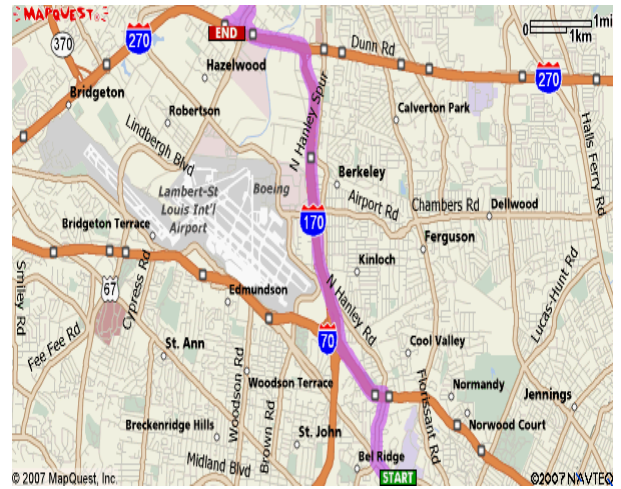 MAPQUEST
END
1mi
1km
370
270
Dunn Rd
Hazelwood
270
Bridgeton
Robertson
N Hanley Spur
Calverton Park
Halls Ferry Rd
Lindbergh Blvd
Boeing
Berkeley
Lambert-St
Louis Int'l
Airport
Airport Rd
Chambers Rd
Dellwood
Bridgeton Terrace
170
Ferguson
Smiley Rd
Cypress Rd
67
Kinloch
Edmundson
N Hanley Rd
Lucas-Hunt Rd
Fee Fee Rd
70
St. Ann
Cool Valley
Woodson Rd
Woodson Terrace
Florissant Rd
Normandy
Jennings
Breckenridge Hills
Brown Rd
St. John
Norwood Court
Midland Blvd
Bel Ridge
START
© 2007 MapQuest, Inc.
©2007 NAVTEQ